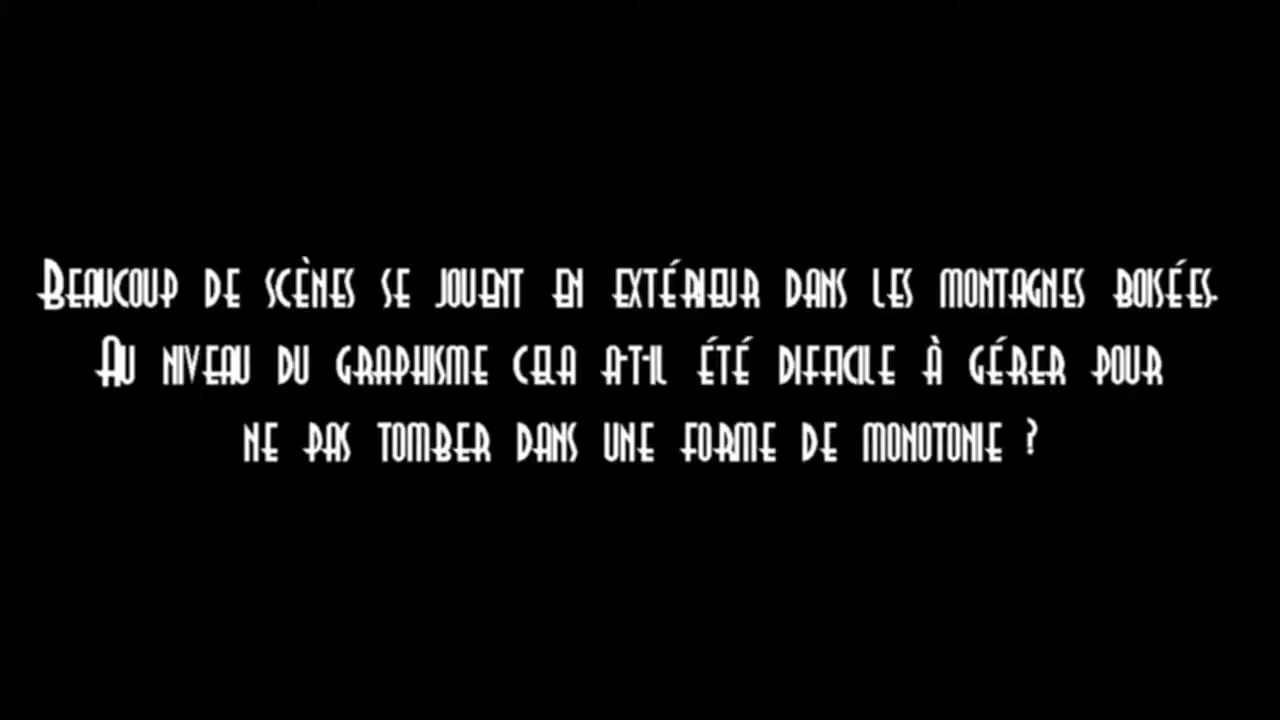 Beaucoup de scènes se jouent en extérieur dans les montagnes boisées.
Au niveau du graphisme cela a-t-il été difficile à gérer pour
ne pas tomber dans une forme de monotonie ?